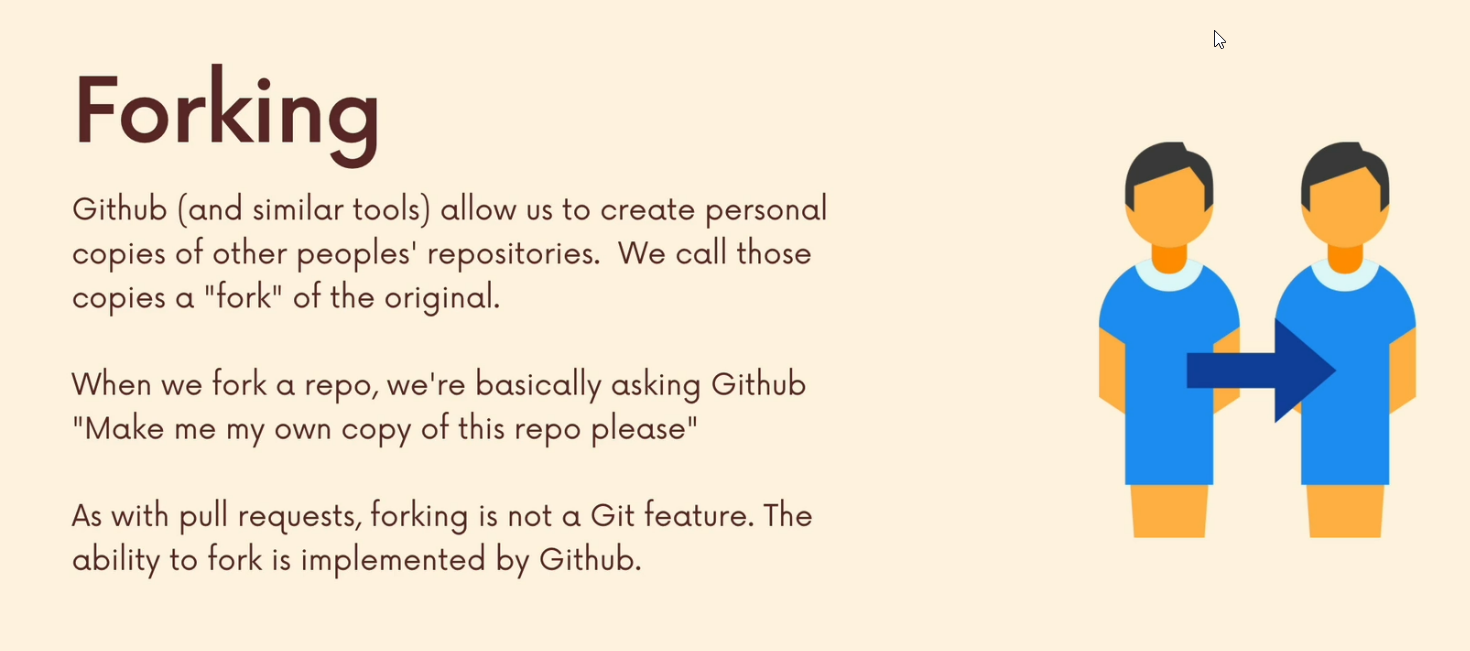 Forking
Github (and similar tools) allow us to create personal
copies of other peoples' repositories.  We call those
copies a "fork" of the original.
When we fork a repo, we're basically asking Github
"Make me my own copy of this repo please"
As with pull requests, forking is not a Git feature. The
ability to fork is implemented by Github.